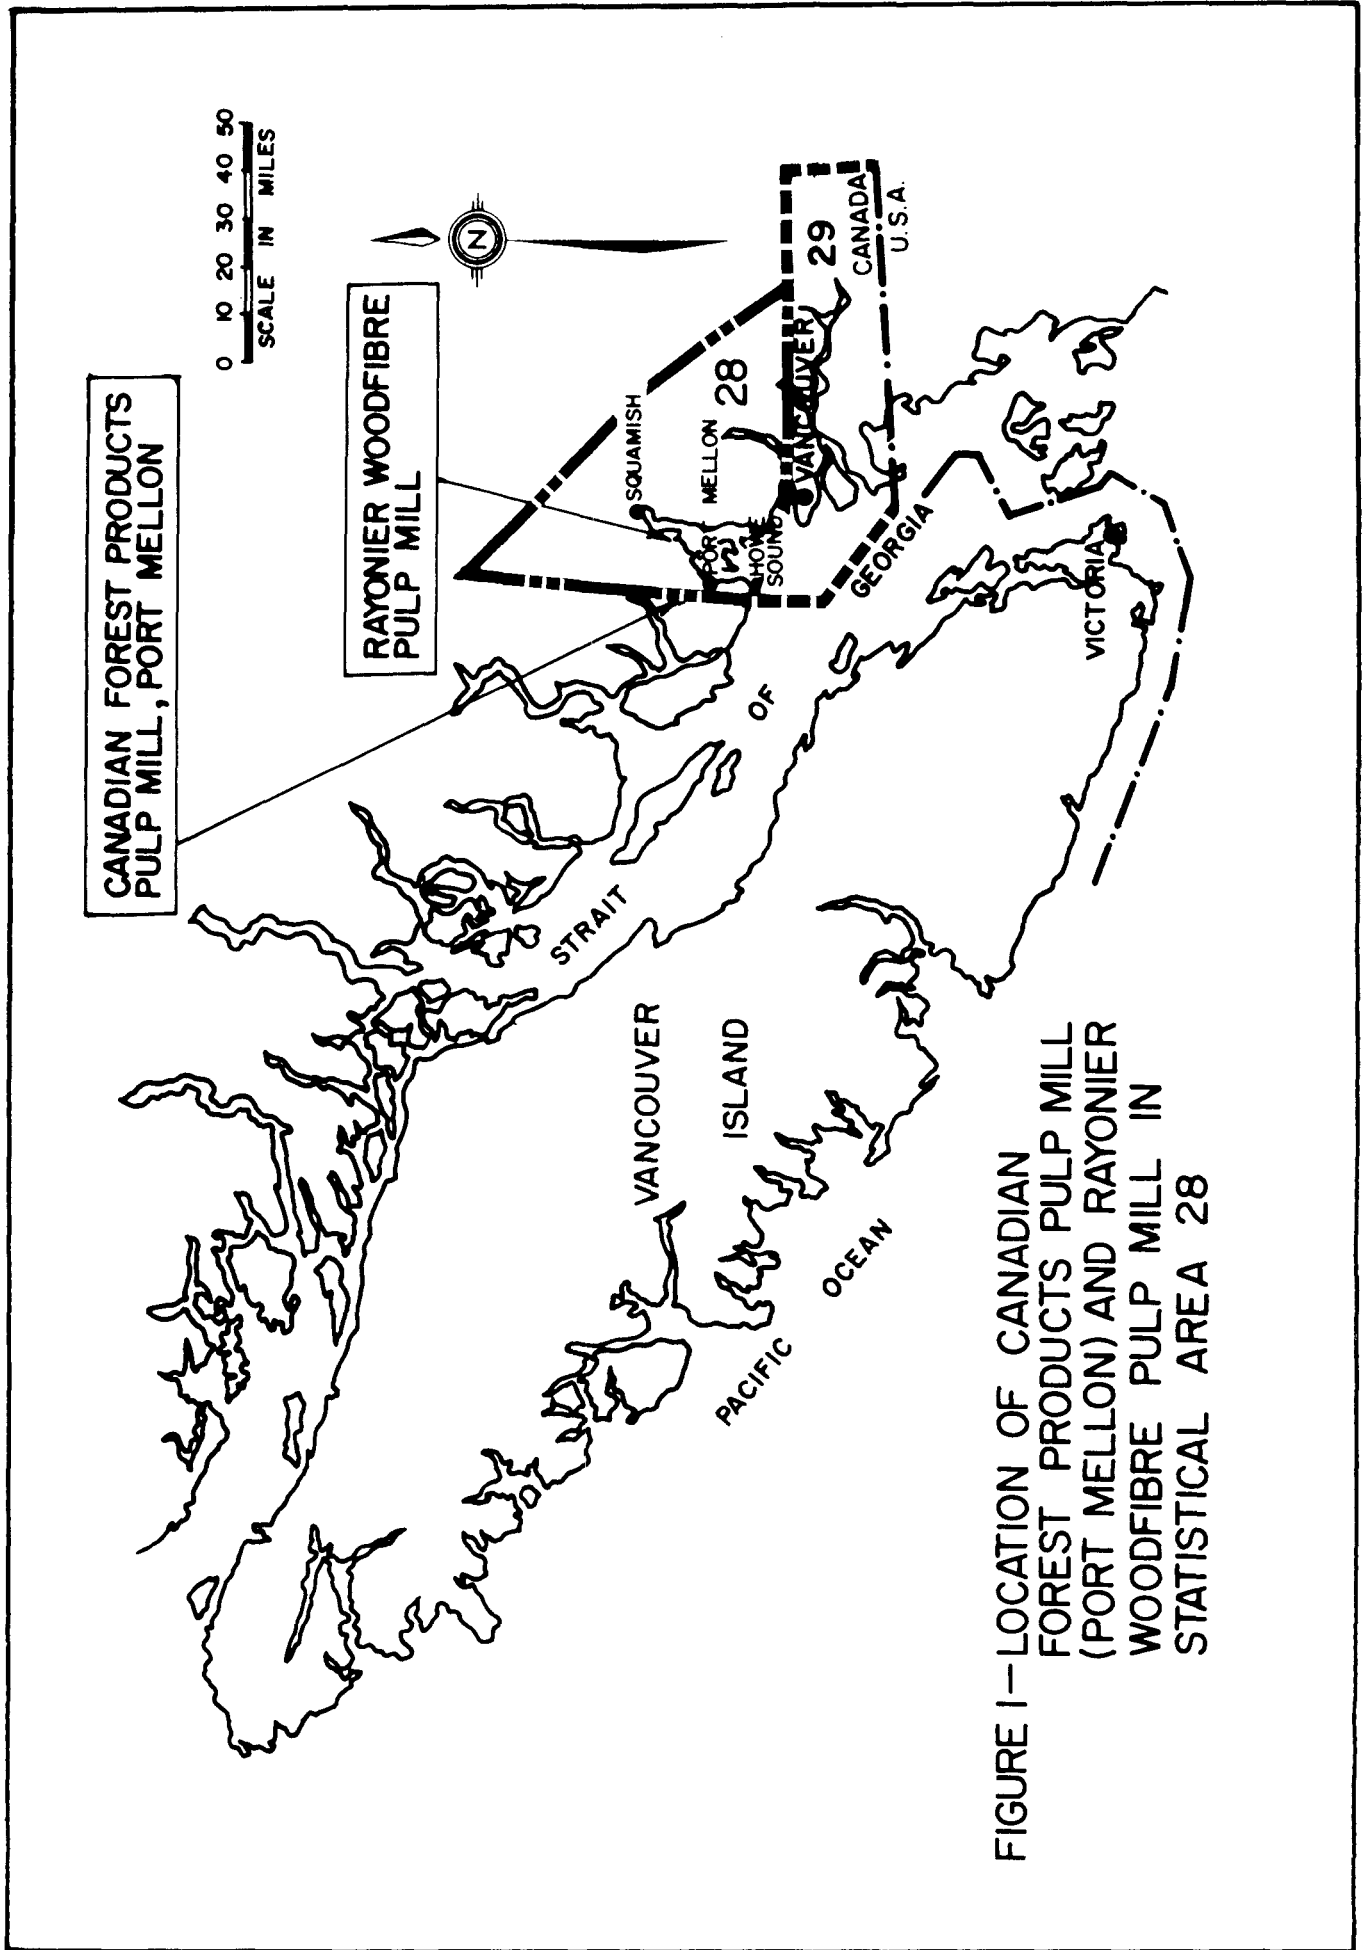 CANADIAN FOREST PRODUCTS
PULP MILL, PORT MELLON
RAYONIER WOODFIBRE
PULP MILL
0 10 20 30 40 50
SCALE IN MILES
N
SQUAMISH
PORT MELLON
28
HOWE
SOUND
VANCOUVER
29
CANADA
U.S.A.
STRAIT OF GEORGIA
VICTORIA
VANCOUVER
ISLAND
PACIFIC OCEAN
FIGURE 1—LOCATION OF CANADIAN
FOREST PRODUCTS PULP MILL
(PORT MELLON) AND RAYONIER
WOODFIBRE PULP MILL IN
STATISTICAL AREA 28